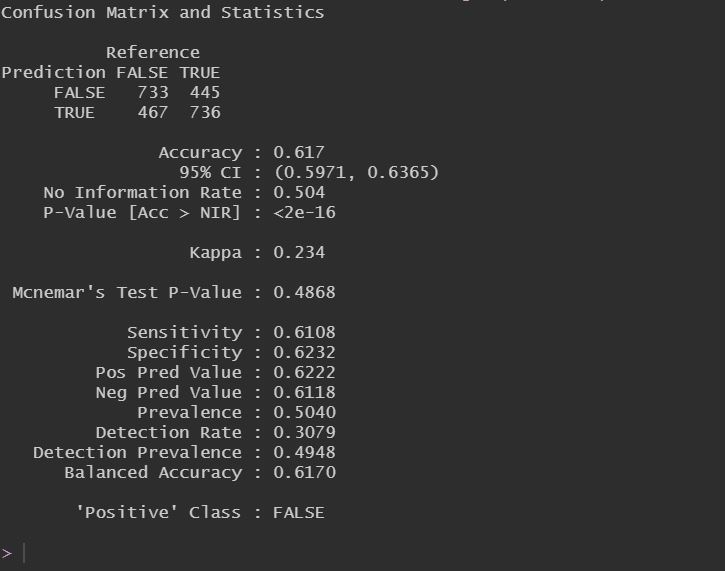 Confusion Matrix and Statistics
Reference
Prediction FALSE TRUE
FALSE 733 445
TRUE 467 736
Accuracy : 0.617
95% CI : (0.5971, 0.6365)
No Information Rate : 0.504
P-Value [Acc > NIR] : <2e-16
Kappa : 0.234
Mcnemar's Test P-Value : 0.4868
Sensitivity : 0.6108
Specificity : 0.6232
Pos Pred Value : 0.6222
Neg Pred Value : 0.6118
Prevalence : 0.5040
Detection Rate : 0.3079
Detection Prevalence : 0.4948
Balanced Accuracy : 0.6170
'Positive' Class : FALSE
>